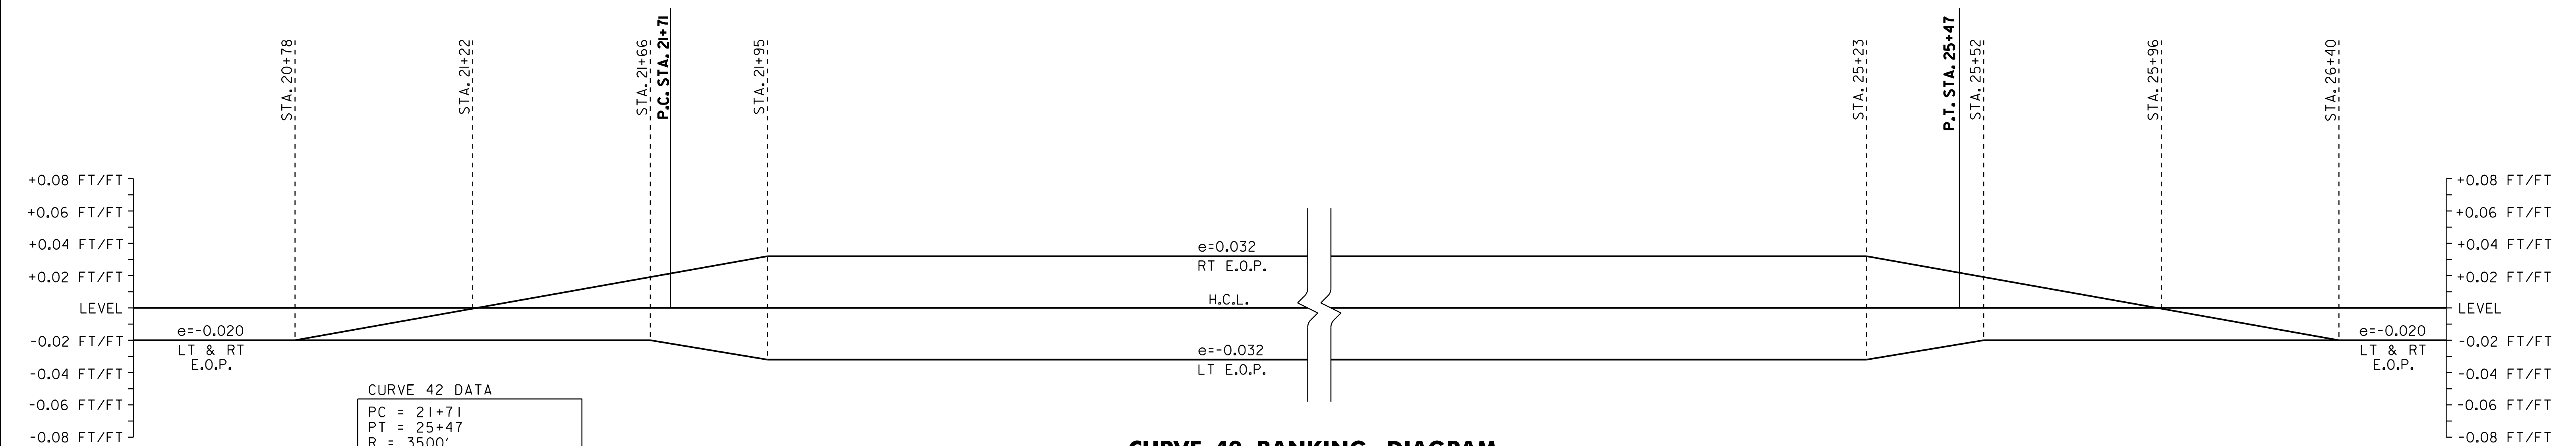 STA. 20+78
STA. 21+22
STA. 21+66
P.C. STA. 21+71
STA. 21+95
STA. 25+23
P.T. STA. 25+47
STA. 25+52
STA. 25+96
STA. 26+40
+0.08 FT/FT
+0.06 FT/FT
+0.04 FT/FT
+0.02 FT/FT
LEVEL
-0.02 FT/FT
-0.04 FT/FT
-0.06 FT/FT
-0.08 FT/FT
e=-0.020
LT & RT
E.O.P.
e=0.032
RT E.O.P.
H.C.L.
e=-0.032
LT E.O.P.
+0.08 FT/FT
+0.06 FT/FT
+0.04 FT/FT
+0.02 FT/FT
LEVEL
-0.02 FT/FT
-0.04 FT/FT
-0.06 FT/FT
-0.08 FT/FT
e=-0.020
LT & RT
E.O.P.
CURVE 42 DATA
PC = 21+71
PT = 25+47
R = 3500'
CURVE 42 BANKING DIAGRAM